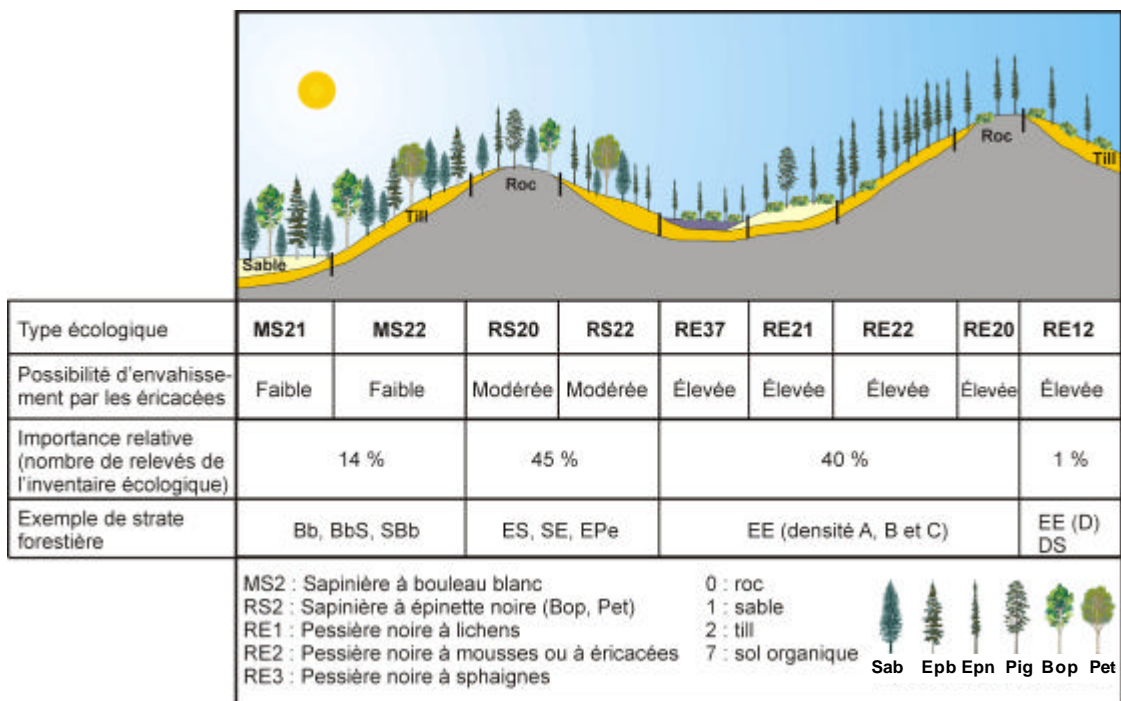 Sable
Till
Roc
Roc
Till
Type écologique MS21 MS22 RS20 RS22 RE37 RE21 RE22 RE20 RE12
Possibilité d'envahisse-
ment par les éricacées
Faible Faible Modérée Modérée Élevée Élevée Élevée Élevée Élevée
Importance relative
(nombre de relevés de
l'inventaire écologique)
14 % 45 % 40 % 1 %
Exemple de strate
forestière
Bb, BbS, SBb ES, SE, EPe EE (densité A, B et C) EE (D)
DS
MS2 : Sapinière à bouleau blanc
RS2 : Sapinière à épinette noire (Bop, Pet)
RE1 : Pessière noire à lichens
RE2 : Pessière noire à mousses ou à éricacées
RE3 : Pessière noire à sphaignes
0 : roc
1 : sable
2 : till
7 : sol organique
Sab Epb Epn Pig Bop Pet